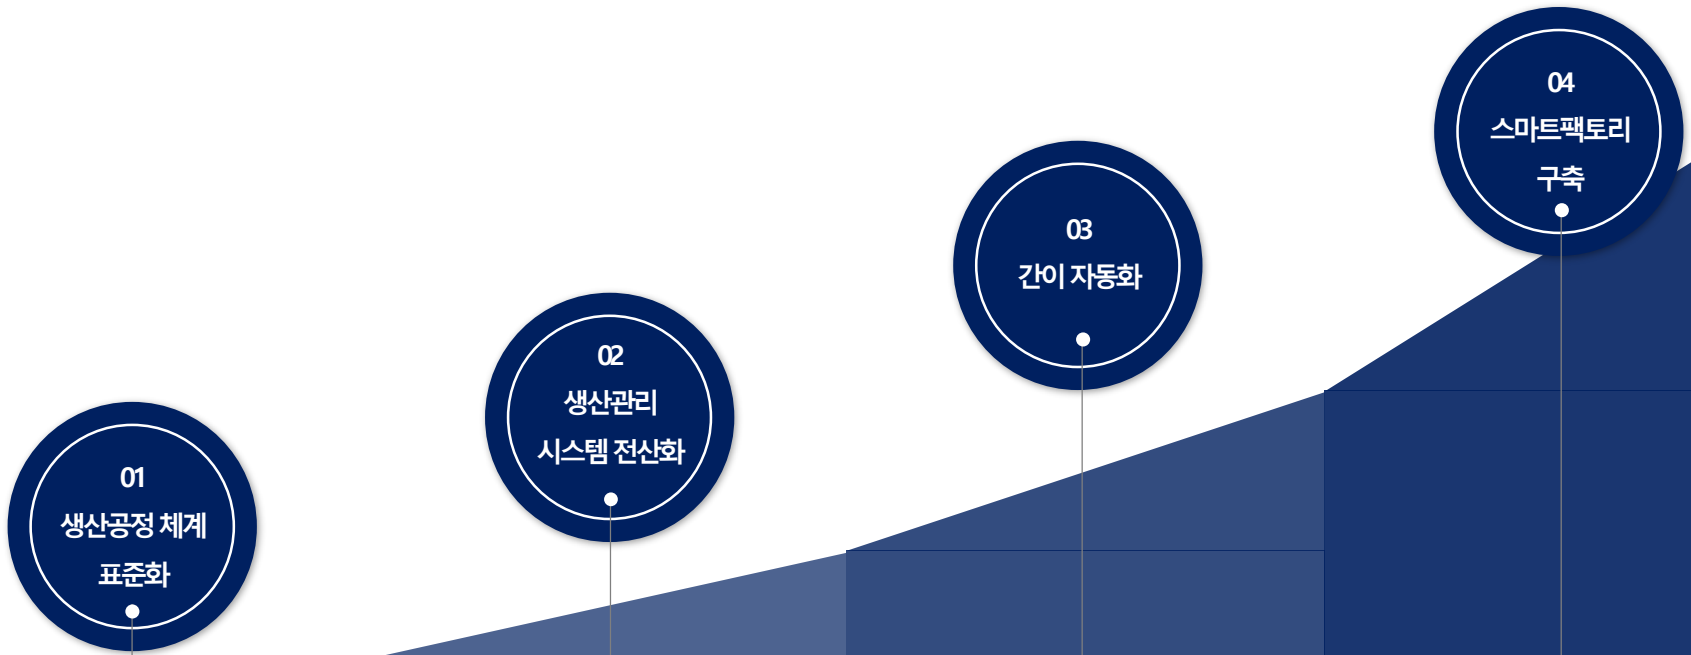 01
생산공정 체계
표준화
02
생산관리
시스템 전산화
03
간이 자동화
04
스마트팩토리
구축